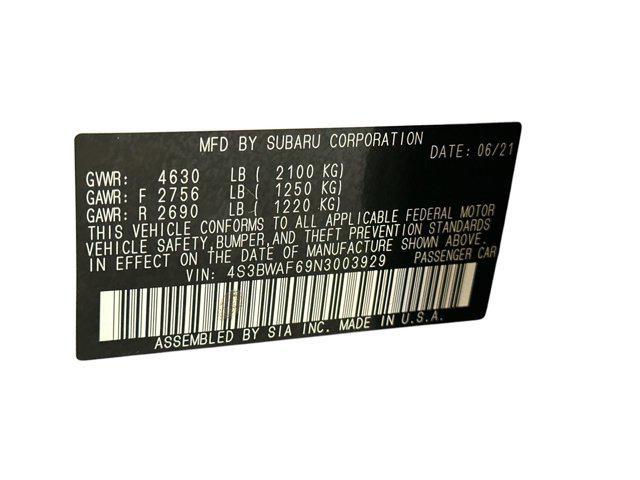 MFD BY SUBARU CORPORATION
DATE: 06/21
GVWR: 4630 LB ( 2100 KG)
GAWR: F 2756 LB ( 1250 KG)
GAWR: R 2690 LB ( 1220 KG)
THIS VEHICLE CONFORMS TO ALL APPLICABLE FEDERAL MOTOR
VEHICLE SAFETY, BUMPER, AND THEFT PREVENTION STANDARDS
IN EFFECT ON THE DATE OF MANUFACTURE SHOWN ABOVE.
VIN: 4S3BWAF69N3003929 PASSENGER CAR
ASSEMBLED BY SIA INC. MADE IN U.S.A.